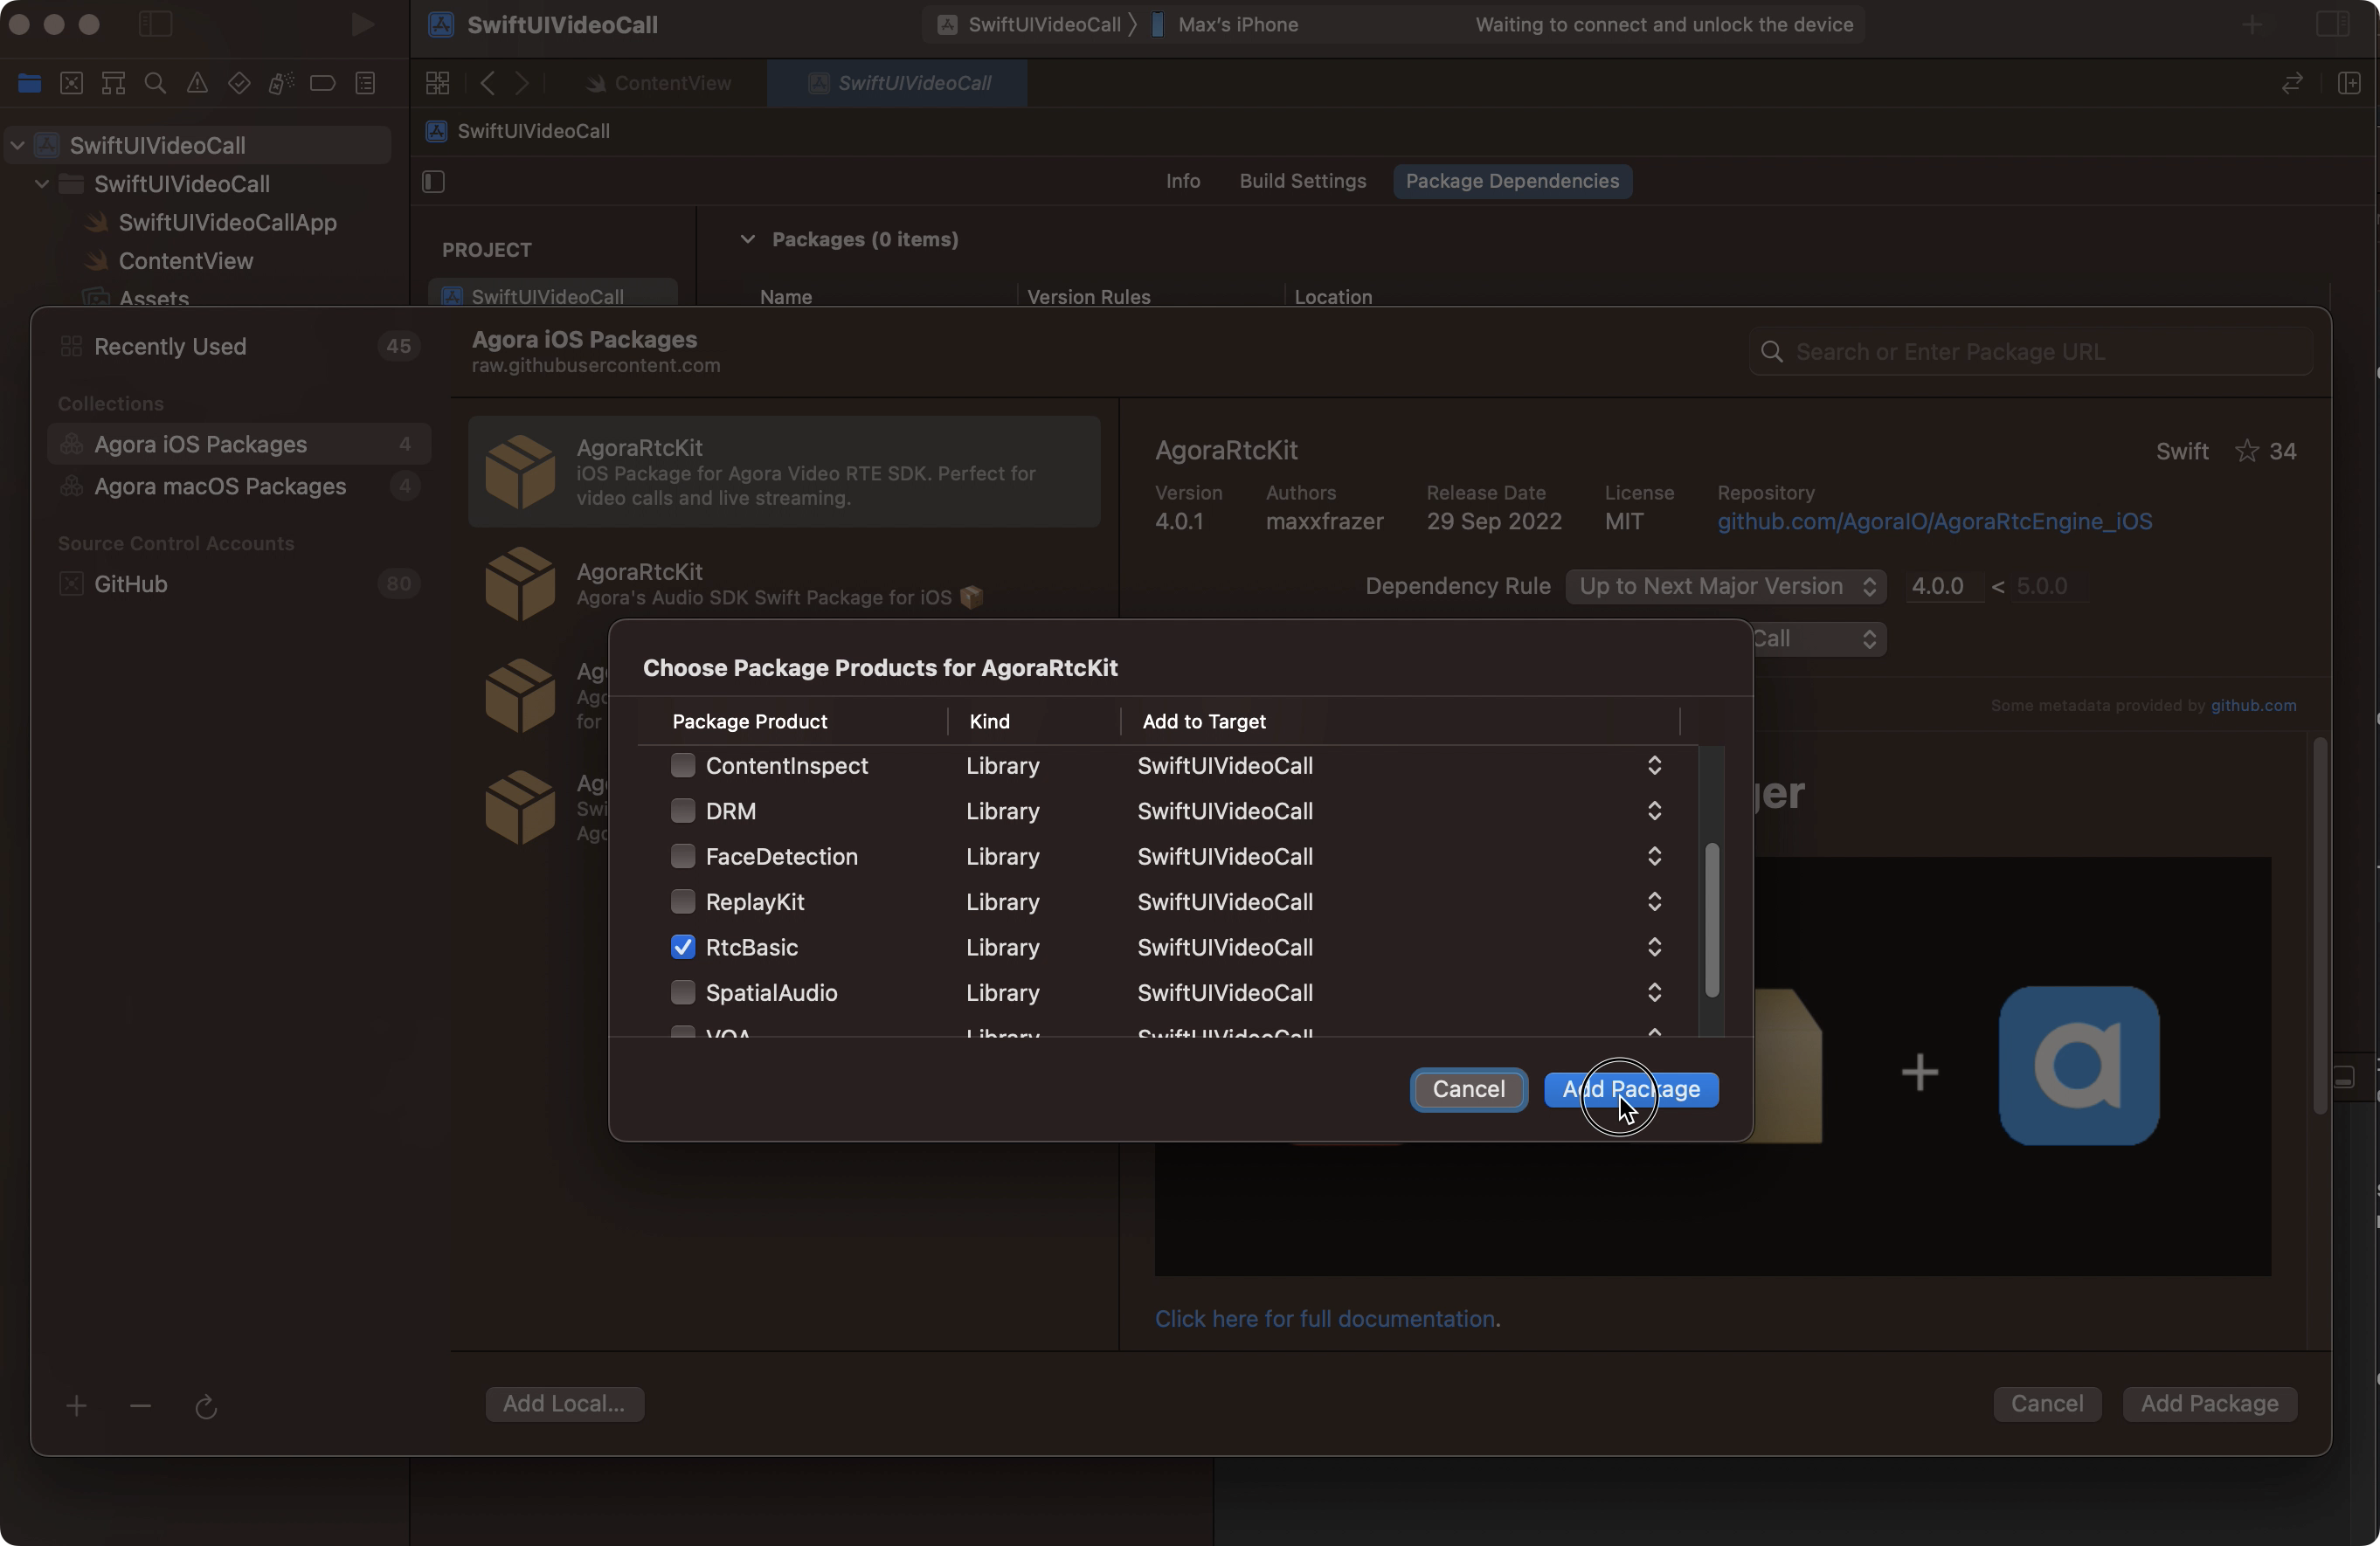 SwiftUIVideoCall
SwiftUIVideoCall
Max's iPhone
Waiting to connect and unlock the device
ContentView
SwiftUIVideoCall
SwiftUIVideoCall
SwiftUIVideoCall
SwiftUIVideoCall
SwiftUIVideoCallApp
ContentView
Assets
Info
Build Settings
Package Dependencies
PROJECT
SwiftUIVideoCall
Packages (0 items)
Name
Version Rules
Location
Recently Used
45
Collections
Agora iOS Packages
4
Agora macOS Packages
4
Source Control Accounts
GitHub
80
Agora iOS Packages
raw.githubusercontent.com
Search or Enter Package URL
AgoraRtcKit
iOS Package for Agora Video RTE SDK. Perfect for
video calls and live streaming.
AgoraRtcKit
Agora's Audio SDK Swift Package for iOS 📦
for
AgoraRtcKit
Swift
34
Version
Authors
Release Date
License
Repository
4.0.1
maxxfrazer
29 Sep 2022
MIT
github.com/AgoraIO/AgoraRtcEngine_iOS
Dependency Rule
Up to Next Major Version
4.0.0
<
5.0.0
Call
Some metadata provided by github.com
Choose Package Products for AgoraRtcKit
Package Product
Kind
Add to Target
ContentInspect
Library
SwiftUIVideoCall
DRM
Library
SwiftUIVideoCall
FaceDetection
Library
SwiftUIVideoCall
ReplayKit
Library
SwiftUIVideoCall
RtcBasic
Library
SwiftUIVideoCall
SpatialAudio
Library
SwiftUIVideoCall
VQA
Library
SwiftUIVideoCall
Cancel
Add Package
Click here for full documentation.
Add Local...
Cancel
Add Package